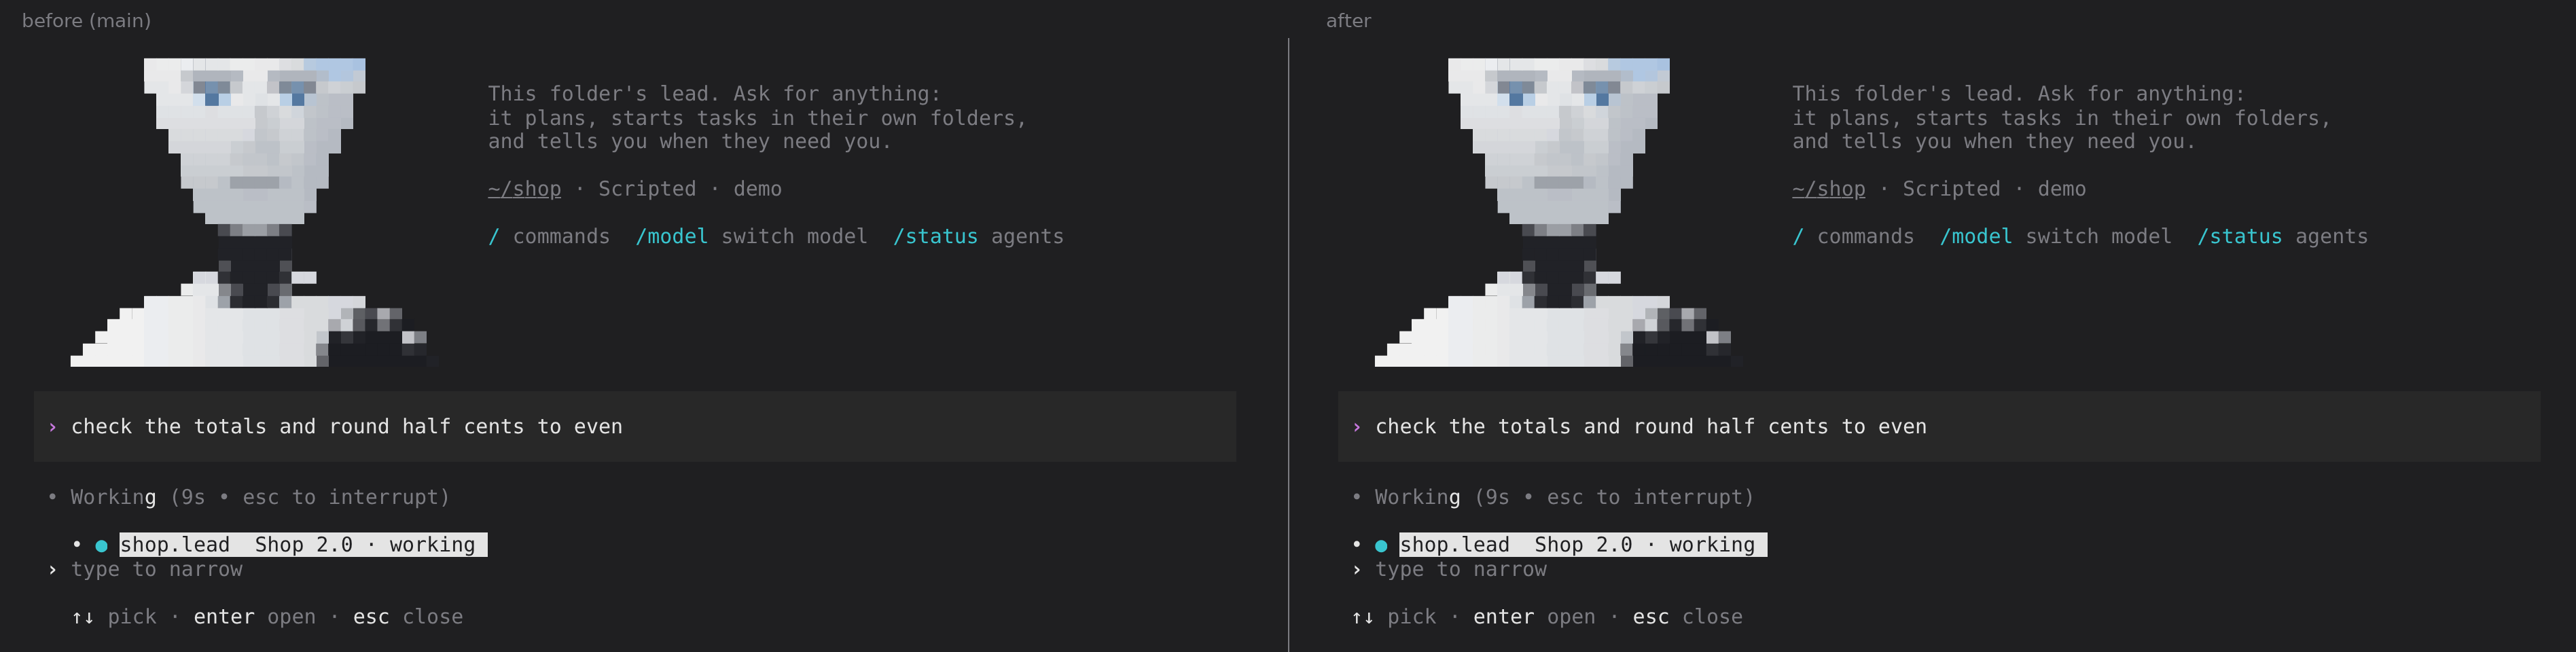 before (main)
This folder's lead. Ask for anything:
it plans, starts tasks in their own folders,
and tells you when they need you.
~/shop · Scripted · demo
/ commands  /model switch model  /status agents
› check the totals and round half cents to even
• Working (9s • esc to interrupt)
• ● shop.lead  Shop 2.0 · working
› type to narrow
↑↓ pick · enter open · esc close
after
This folder's lead. Ask for anything:
it plans, starts tasks in their own folders,
and tells you when they need you.
~/shop · Scripted · demo
/ commands  /model switch model  /status agents
› check the totals and round half cents to even
• Working (9s • esc to interrupt)
• ● shop.lead  Shop 2.0 · working
› type to narrow
↑↓ pick · enter open · esc close